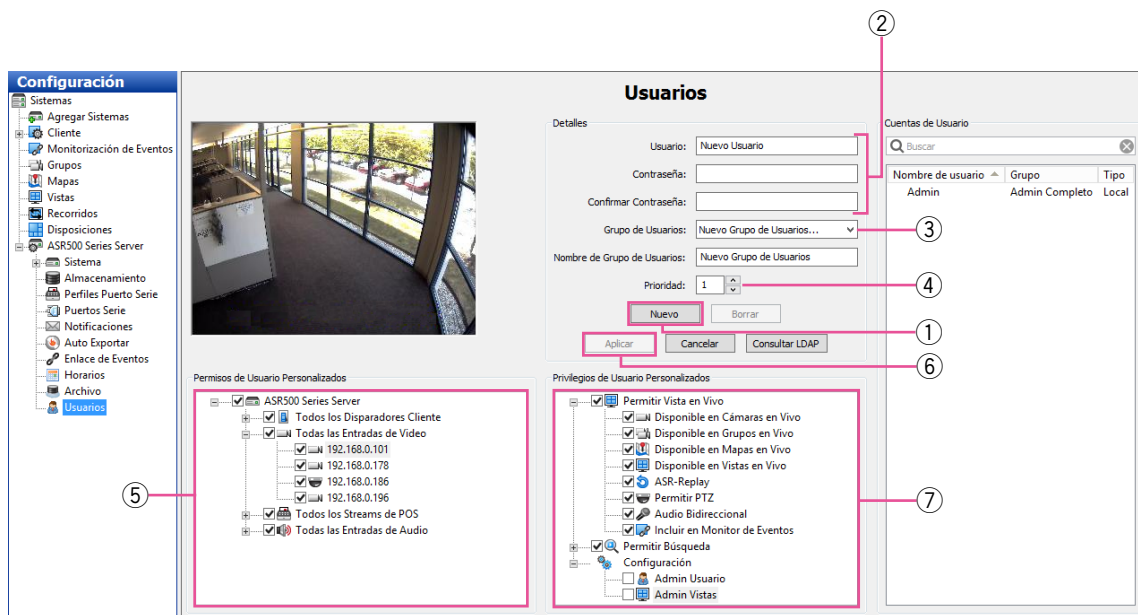 ②
Configuración
Sistemas
Agregar Sistemas
Cliente
Monitorización de Eventos
Grupos
Mapas
Vistas
Recorridos
Disposiciones
ASR500 Series Server
Sistema
Almacenamiento
Perfiles Puerto Serie
Puertos Serie
Notificaciones
Auto Exportar
Enlace de Eventos
Horarios
Archivo
Usuarios
Usuarios
Detalles
Usuario: Nuevo Usuario
Contraseña:
Confirmar Contraseña:
Grupo de Usuarios: Nuevo Grupo de Usuarios...
③
Nombre de Grupo de Usuarios: Nuevo Grupo de Usuarios
Prioridad: 1
④
Nuevo Borrar
①
Aplicar Cancelar Consultar LDAP
⑥
Cuentas de Usuario
Buscar
Nombre de usuario Grupo Tipo
Admin Admin Completo Local
Permisos de Usuario Personalizados
ASR500 Series Server
Todos los Disparadores Cliente
Todas las Entradas de Video
192.168.0.101
192.168.0.178
192.168.0.186
192.168.0.196
Todos los Streams de POS
Todas las Entradas de Audio
⑤
Privilegios de Usuario Personalizados
Permitir Vista en Vivo
Disponible en Cámaras en Vivo
Disponible en Grupos en Vivo
Disponible en Mapas en Vivo
Disponible en Vistas en Vivo
ASR-Replay
Permitir PTZ
Audio Bidireccional
Incluir en Monitor de Eventos
Permitir Búsqueda
Configuración
Admin Usuario
Admin Vistas
⑦